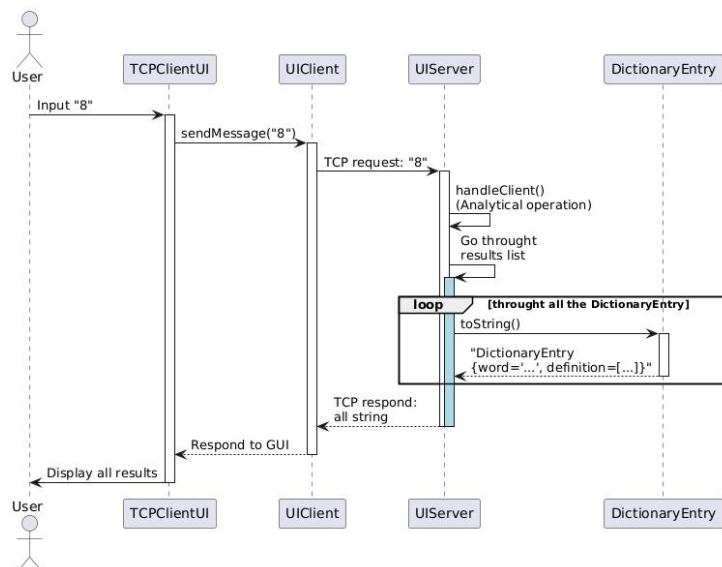 User
TCPClientUI
UIClient
UIServer
DictionaryEntry
Input "8"
sendMessage("8")
TCP request: "8"
handleClient()
(Analytical operation)
Go throught
results list
loop
[throught all the DictionaryEntry]
toString()
"DictionaryEntry
{word='...', definition=[...]}"
TCP respond:
all string
Respond to GUI
Display all results
User
TCPClientUI
UIClient
UIServer
DictionaryEntry